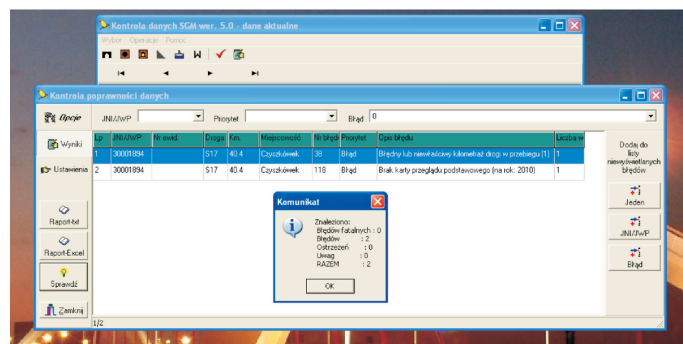 Kontrola danych SGM wer. 5.0 - dane aktualne
Wybór Operacje Pomoc
Kontrola poprawności danych
Opcje JNI/JWP Priorytet Błąd 0
Wyniki
Ustawienia
Raport-txt
Raport-Excel
Sprawdź
Zamknij
Lp JNI/JWP Nr ewid. Droga Km. Miejscowość Nr błędu Priorytet Opis błędu Liczba w
1 30001894 S17 40.4 Czyszkówek 38 Błąd Błędny lub niewłaściwy kilometraż drogi w przebiegu (1) 1
2 30001894 S17 40.4 Czyszkówek 118 Błąd Brak karty przeglądu podstawowego (na rok: 2010) 1
Komunikat
Znaleziono:
Błędów fatalnych : 0
Błędów : 2
Ostrzeżeń : 0
Uwag : 0
RAZEM : 2
OK
Dodaj do
listy
niewyświetlanych
błędów
Jeden
JNI/JWP
Błąd
1/2